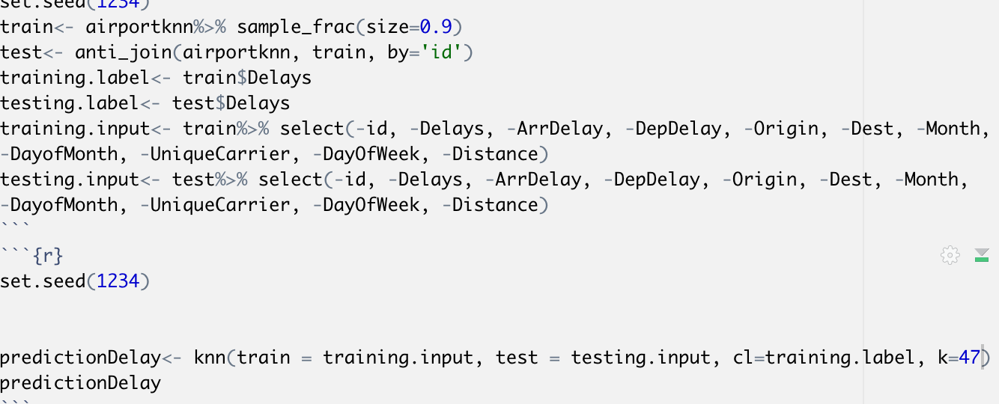 set.seed(1234)
train<- airportknn%>% sample_frac(size=0.9)
test<- anti_join(airportknn, train, by='id')
training.label<- train$Delays
testing.label<- test$Delays
training.input<- train%>% select(-id, -Delays, -ArrDelay, -DepDelay, -Origin, -Dest, -Month,
-DayofMonth, -UniqueCarrier, -DayOfWeek, -Distance)
testing.input<- test%>% select(-id, -Delays, -ArrDelay, -DepDelay, -Origin, -Dest, -Month,
-DayofMonth, -UniqueCarrier, -DayOfWeek, -Distance)
```
```{r}
set.seed(1234)
predictionDelay<- knn(train = training.input, test = testing.input, cl=training.label, k=47)
predictionDelay
```